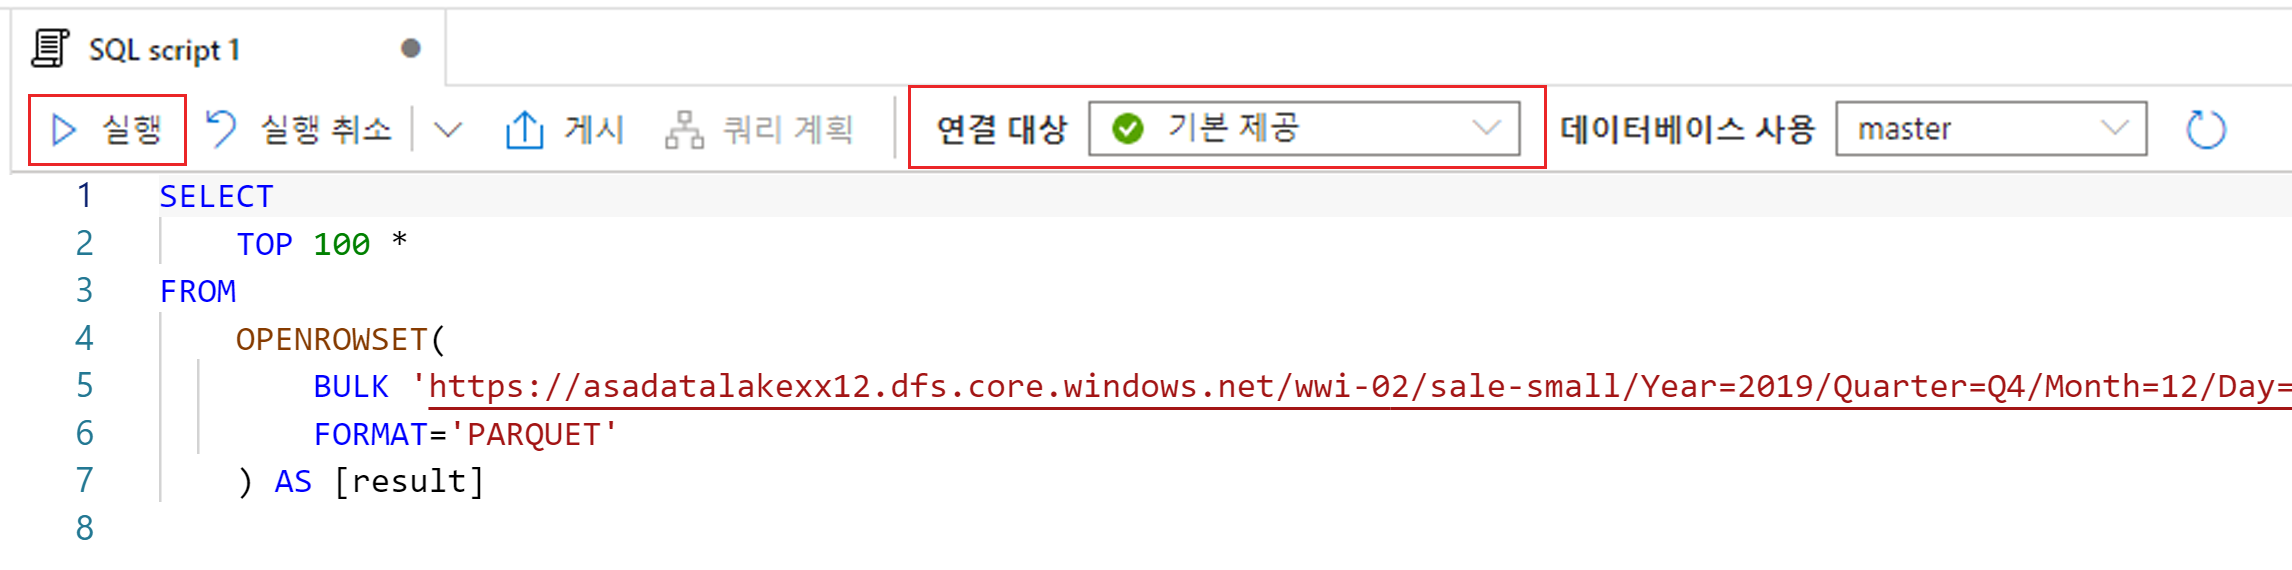 SQL script 1
실행 실행 취소 게시 쿼리 계획 연결 대상 기본 제공 데이터베이스 사용 master
1 SELECT
2 TOP 100 *
3 FROM
4 OPENROWSET(
5 BULK 'https://asadatalakexx12.dfs.core.windows.net/wwi-02/sale-small/Year=2019/Quarter=Q4/Month=12/Day=
6 FORMAT='PARQUET'
7 ) AS [result]
8